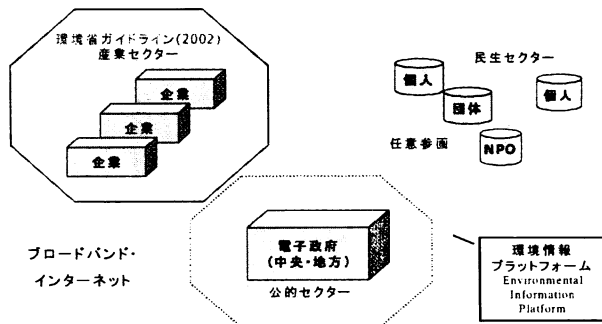 環境省ガイドライン(2002)
産業セクター
企業
企業
企業
民生セクター
個人
団体
個人
任意参画
NPO
ブロードバンド・
インターネット
電子政府
(中央・地方)
公的セクター
環境情報
プラットフォーム
Environmental
Information
Platform